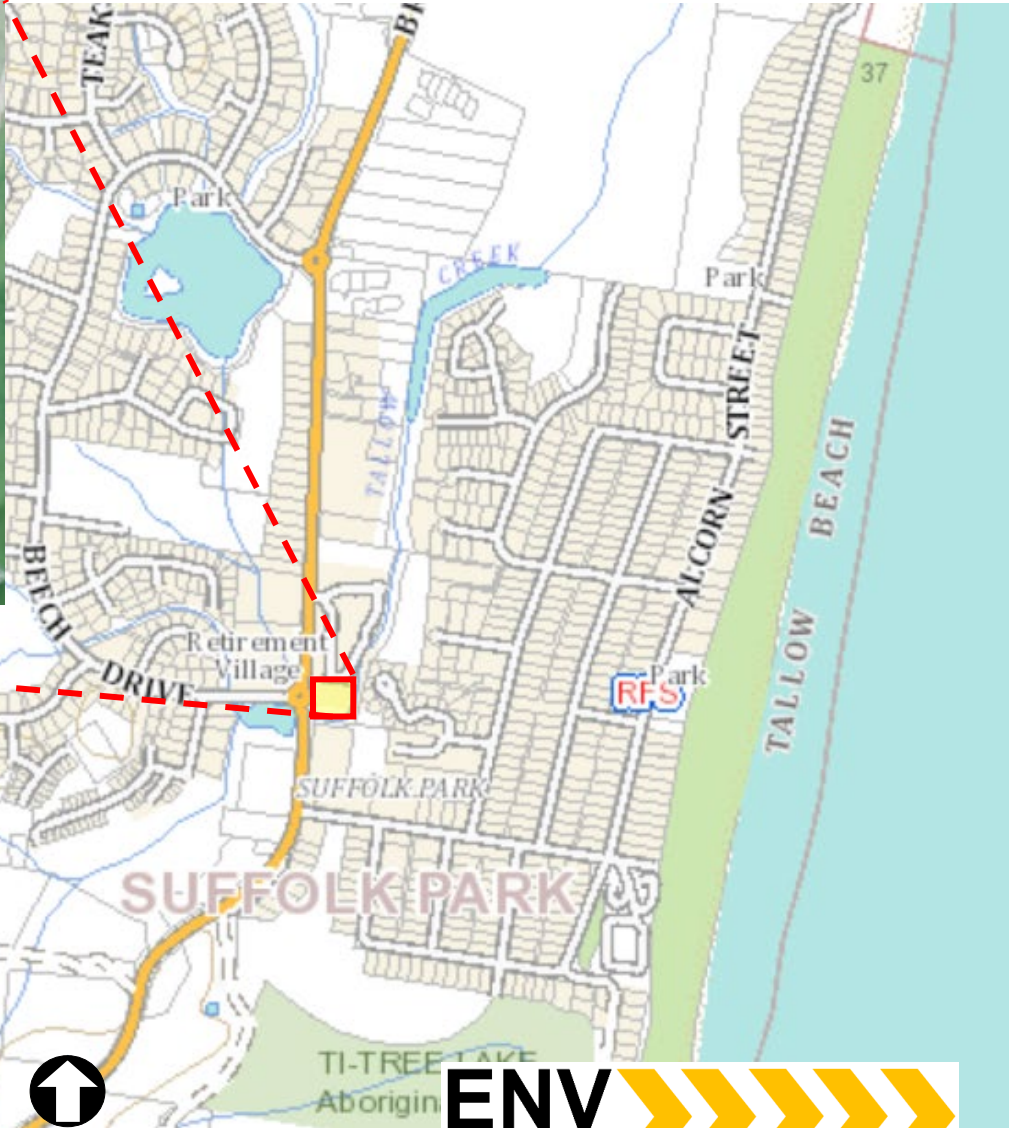 TEAK
BR
37
Park
CREEK
Park
STREET
TALLOW
ALCORN
TALLOW BEACH
BEECH DRIVE
Retirement
Village
RFS
Park
SUFFOLK PARK
SUFFOLK PARK
TI-TREE LAKE
ENV